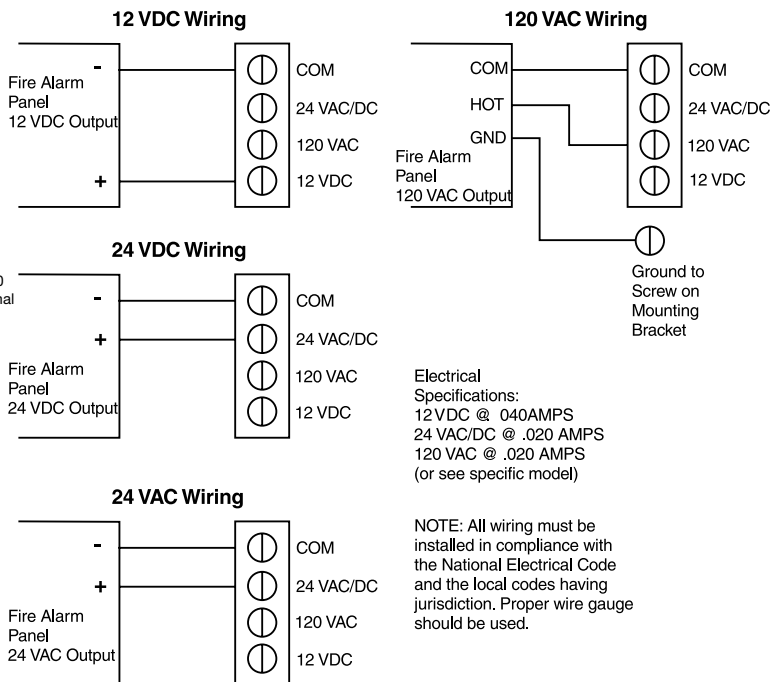 12 VDC Wiring
-
+
Fire Alarm
Panel
12 VDC Output
COM
24 VAC/DC
120 VAC
12 VDC
24 VDC Wiring
-
+
Fire Alarm
Panel
24 VDC Output
COM
24 VAC/DC
120 VAC
12 VDC
24 VAC Wiring
-
+
Fire Alarm
Panel
24 VAC Output
COM
24 VAC/DC
120 VAC
12 VDC
120 VAC Wiring
COM
HOT
GND
Fire Alarm
Panel
120 VAC Output
COM
24 VAC/DC
120 VAC
12 VDC
Ground to
Screw on
Mounting
Bracket
Electrical
Specifications:
12 VDC @ 040AMPS
24 VAC/DC @ .020 AMPS
120 VAC @ .020 AMPS
(or see specific model)
NOTE: All wiring must be
installed in compliance with
the National Electrical Code
and the local codes having
jurisdiction. Proper wire gauge
should be used.